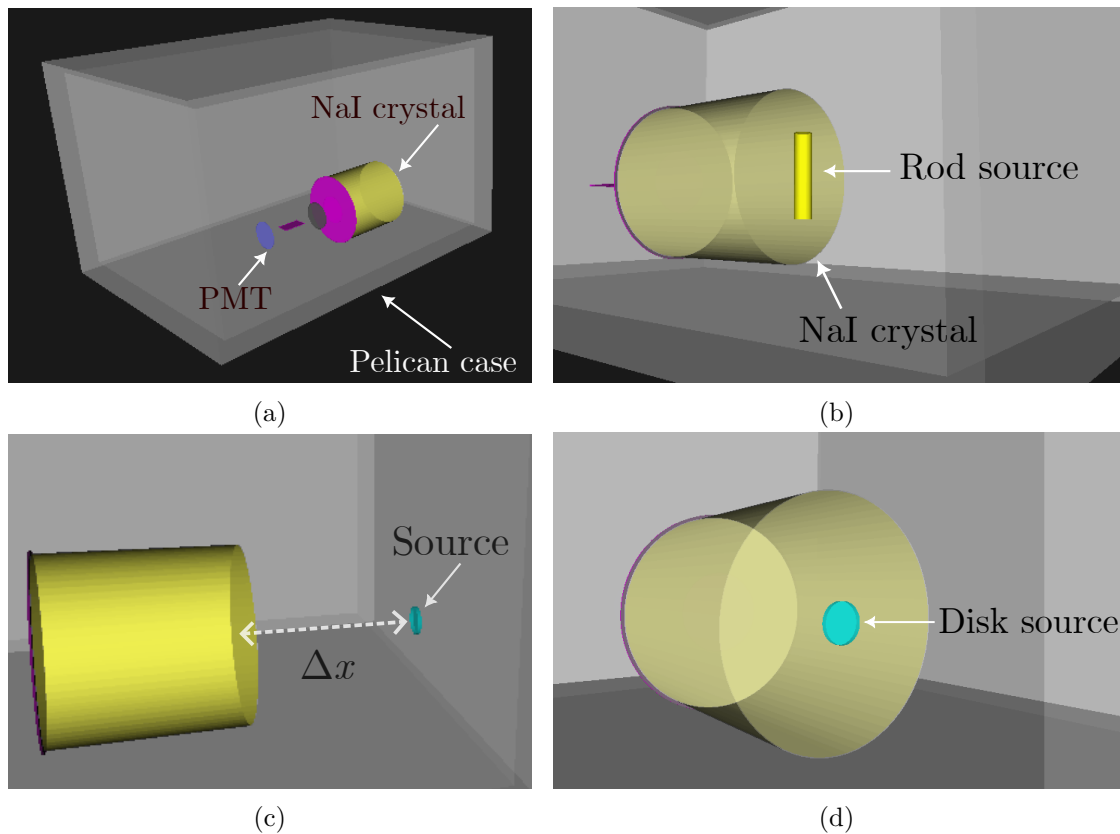 NaI crystal
PMT
Pelican case
(a)
Rod source
NaI crystal
(b)
Source
Δx
(c)
Disk source
(d)